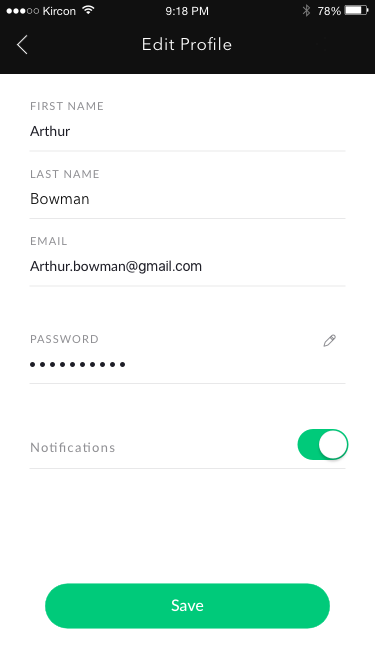 Kircon 9:18 PM 78%
Edit Profile
FIRST NAME
Arthur
LAST NAME
Bowman
EMAIL
Arthur.bowman@gmail.com
PASSWORD
••••••••••
Notifications
Save